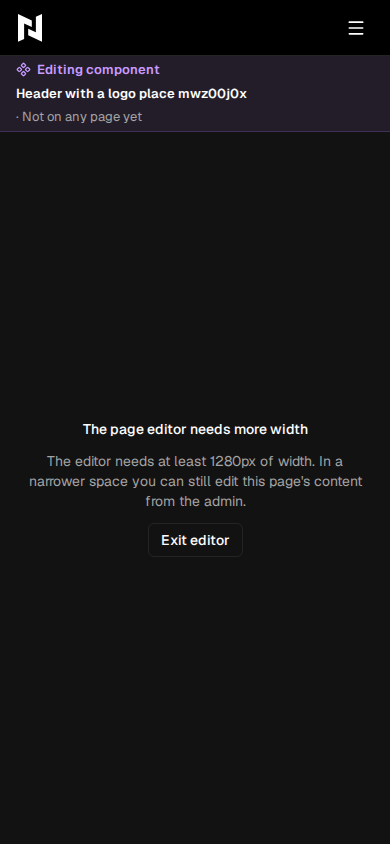 Editing component
Header with a logo place mwz00j0x
· Not on any page yet
The page editor needs more width
The editor needs at least 1280px of width. In a
narrower space you can still edit this page's content
from the admin.
Exit editor